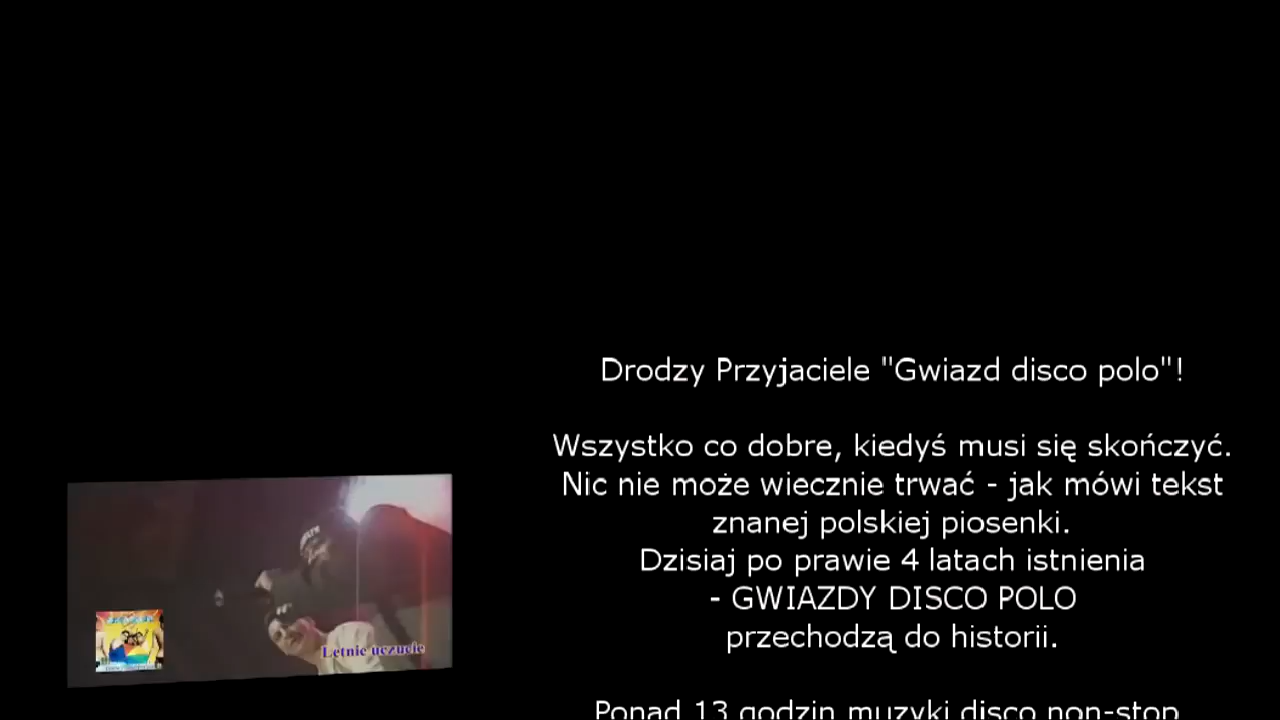 Drodzy Przyjaciele "Gwiazd disco polo"!
Wszystko co dobre, kiedyś musi się skończyć.
Nic nie może wiecznie trwać - jak mówi tekst
znanej polskiej piosenki.
Dzisiaj po prawie 4 latach istnienia
- GWIAZDY DISCO POLO
przechodzą do historii.
Ponad 13 godzin muzyki disco non-stop
Letnie uczucie